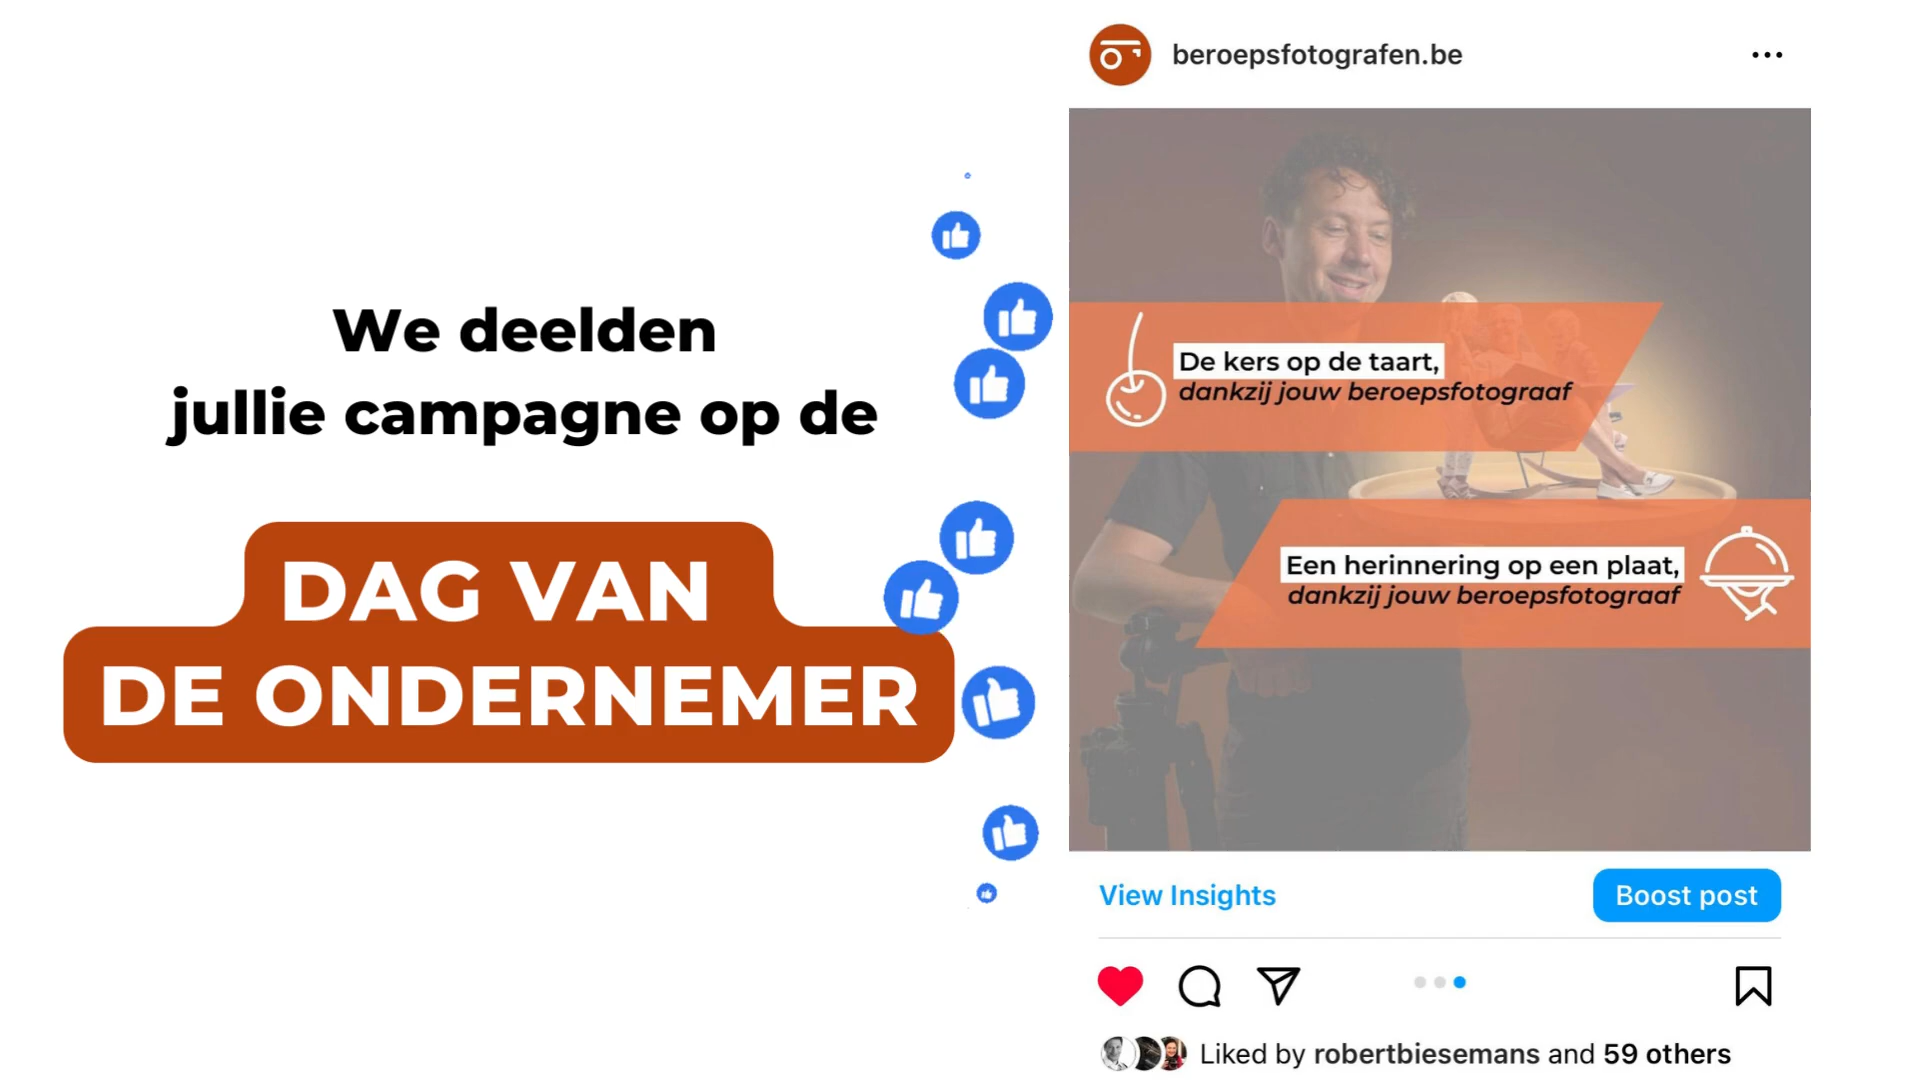 We deelden
jullie campagne op de
DAG VAN
DE ONDERNEMER
beroepsfotografen.be
De kers op de taart,
dankzij jouw beroepsfotograaf
Een herinnering op een plaat,
dankzij jouw beroepsfotograaf
View Insights
Boost post
Liked by robertbiesemans and 59 others